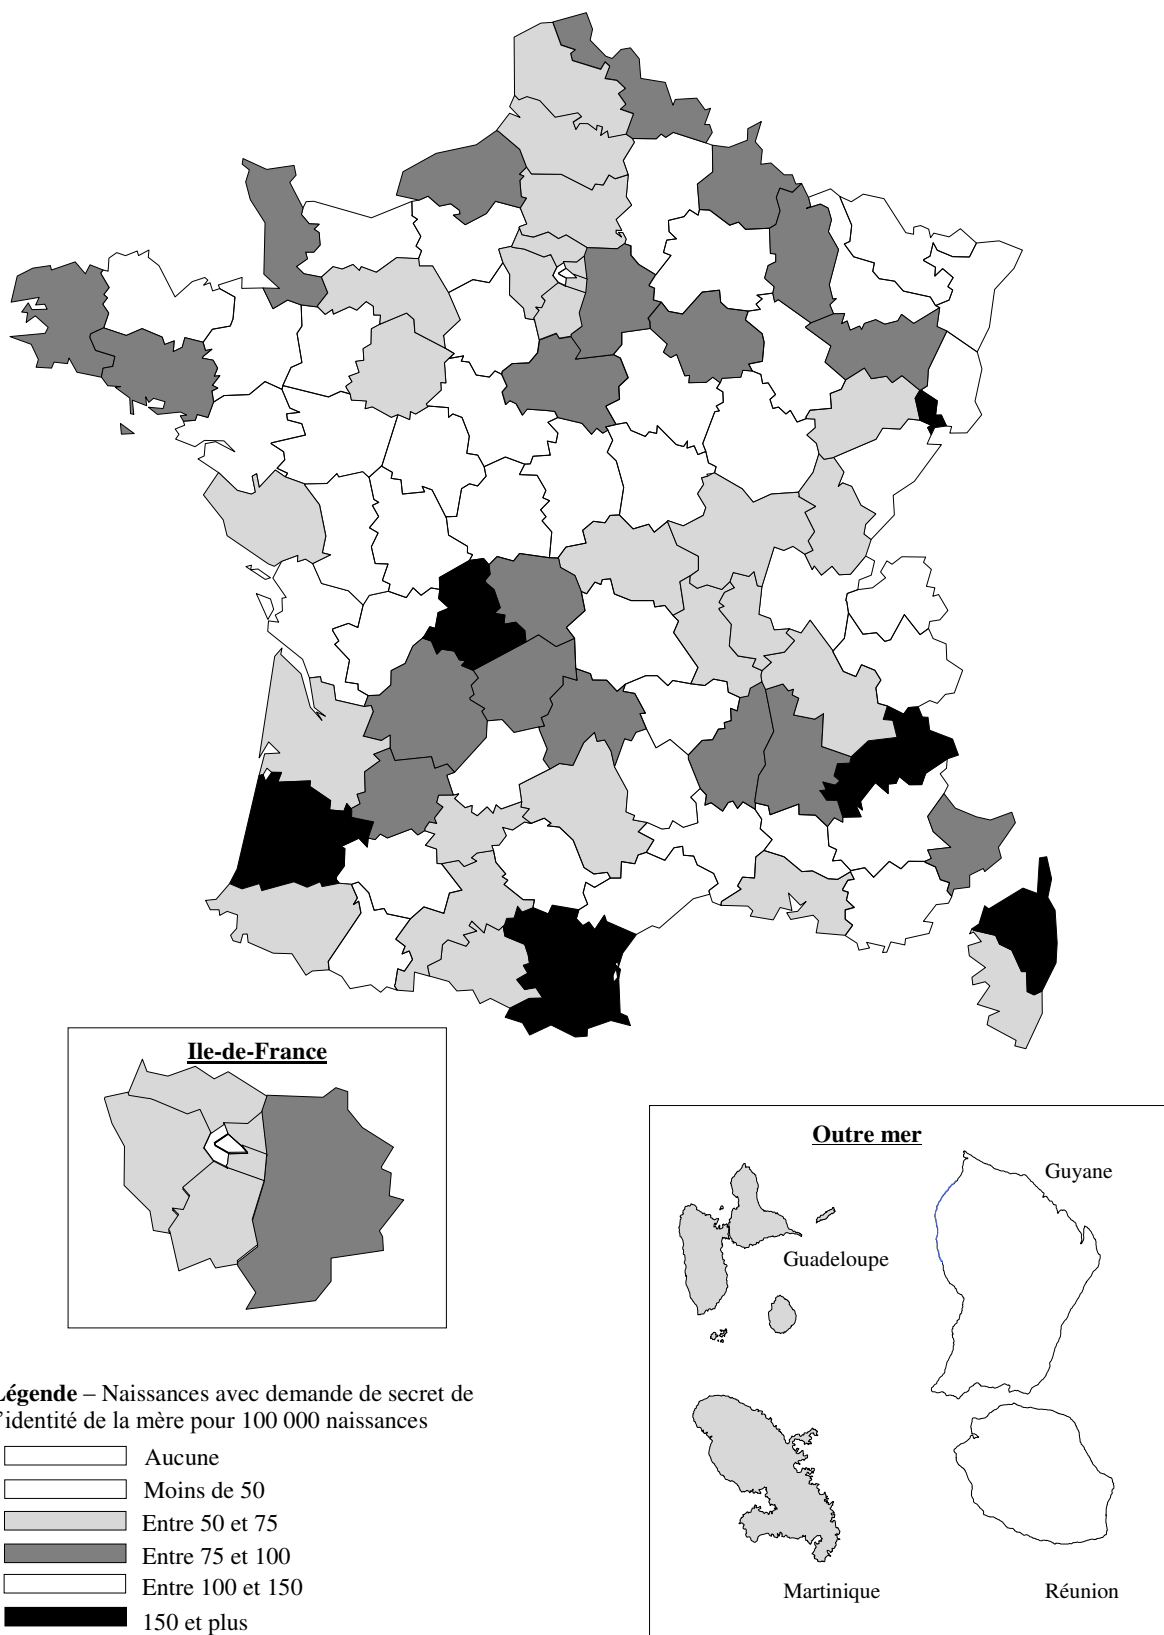 Ile-de-France
Outre mer
Guyane
Guadeloupe
Martinique
Réunion
Légende – Naissances avec demande de secret de
l'identité de la mère pour 100 000 naissances
Aucune
Moins de 50
Entre 50 et 75
Entre 75 et 100
Entre 100 et 150
150 et plus